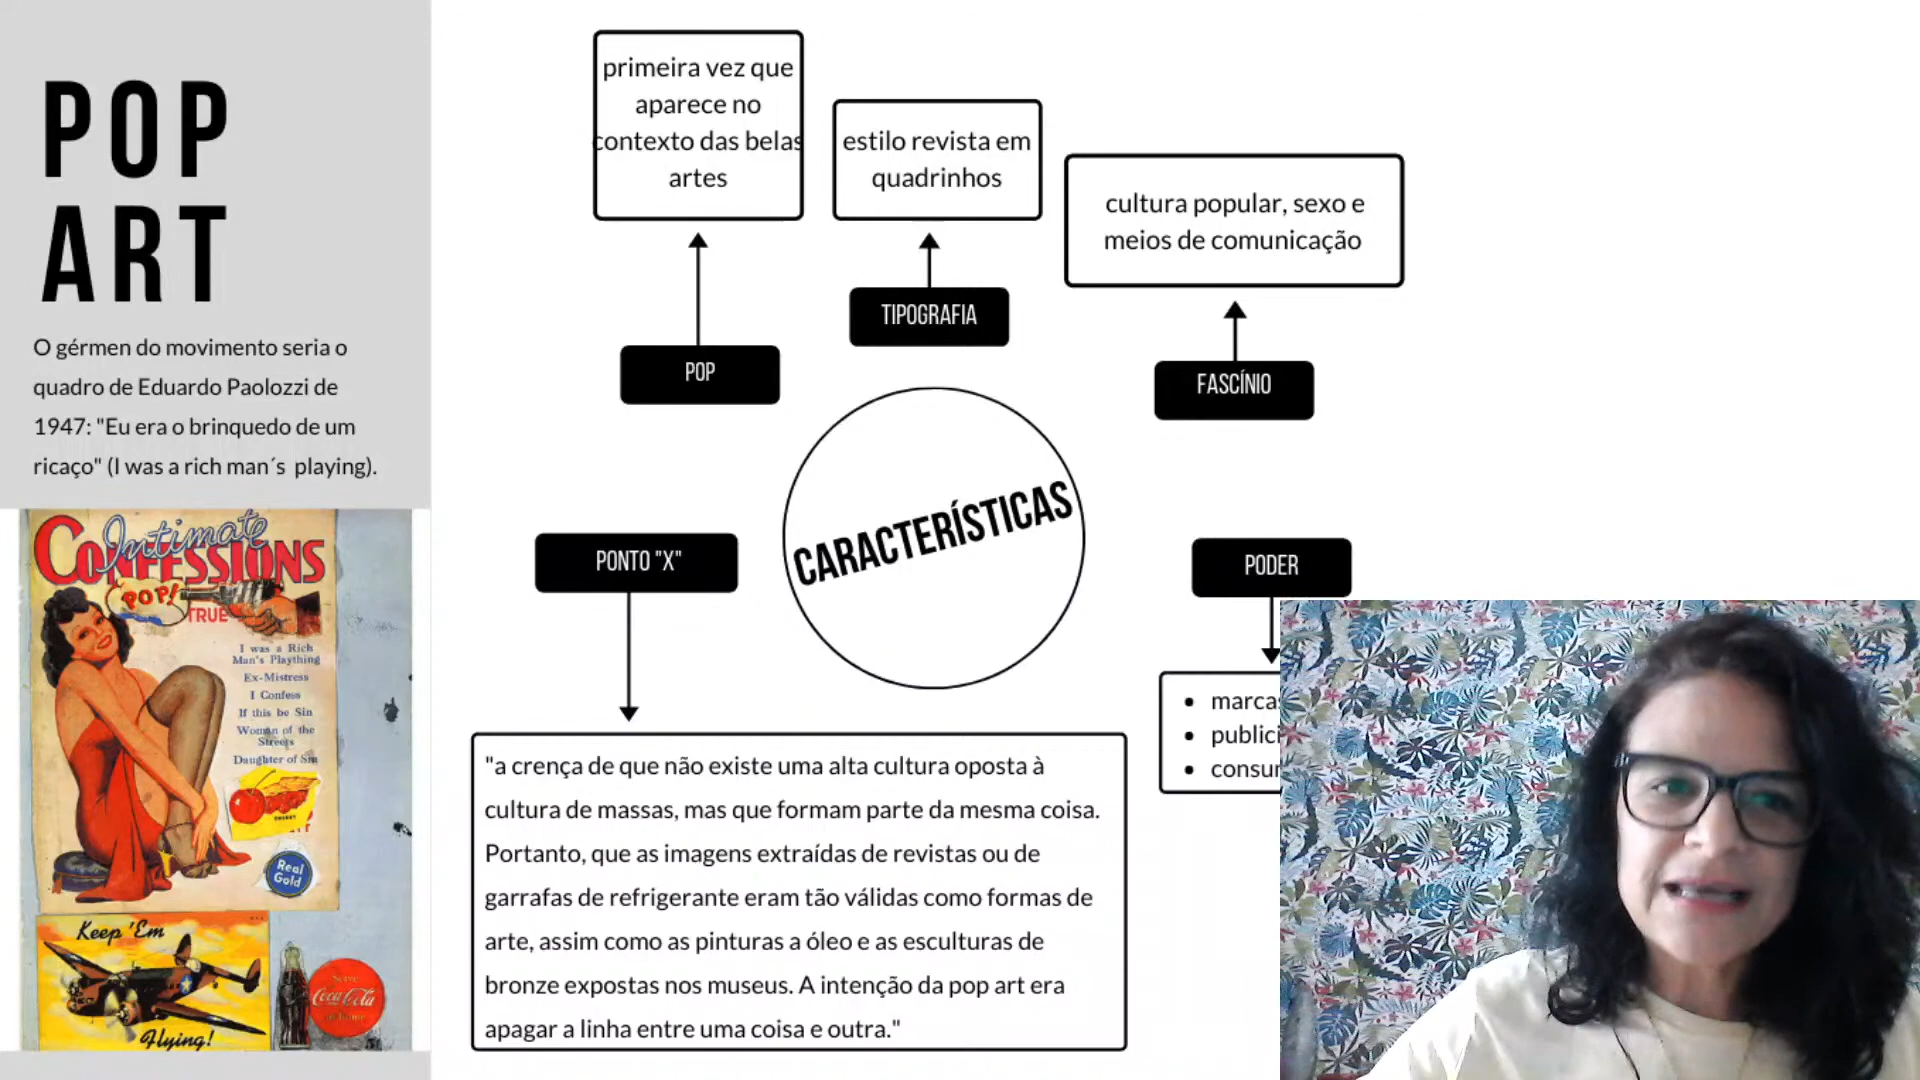 POP
ART
O gérmen do movimento seria o
quadro de Eduardo Paolozzi de
1947: "Eu era o brinquedo de um
ricaço" (I was a rich man´s playing).
Intimate
CONFESSIONS
POP!
TRUE
I was a Rich
Man's Plaything
Ex-Mistress
I Confess
If this be Sin
Woman of the
Streets
Daughter of Sin
Real
Gold
Keep 'Em
Flying!
Serve
Coca-Cola
primeira vez que
aparece no
contexto das belas
artes
POP
estilo revista em
quadrinhos
TIPOGRAFIA
cultura popular, sexo e
meios de comunicação
FASCÍNIO
CARACTERÍSTICAS
PONTO "X"
"a crença de que não existe uma alta cultura oposta à
cultura de massas, mas que formam parte da mesma coisa.
Portanto, que as imagens extraídas de revistas ou de
garrafas de refrigerante eram tão válidas como formas de
arte, assim como as pinturas a óleo e as esculturas de
bronze expostas nos museus. A intenção da pop art era
apagar a linha entre uma coisa e outra."
PODER